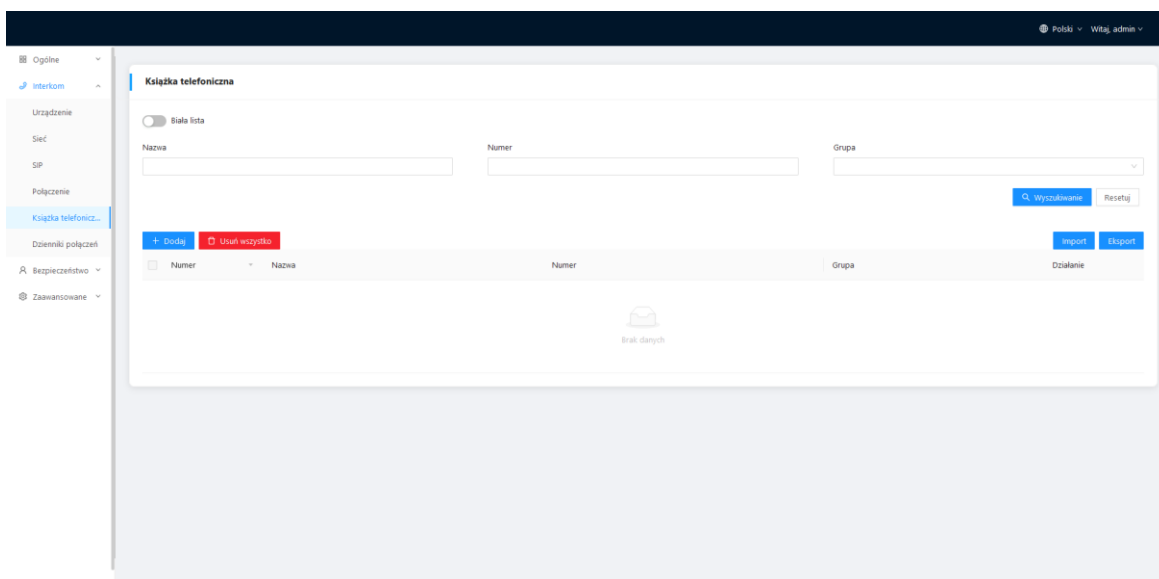 Polski Witaj, admin
Ogólne
Interkom
Urządzenie
Sieć
SIP
Połączenie
Książka telefonicz...
Dzienniki połączeń
Bezpieczeństwo
Zaawansowane
Książka telefoniczna
Biała lista
Nazwa Numer Grupa
Wyszukiwanie Resetuj
+ Dodaj Usuń wszystko Import Eksport
Numer Nazwa Numer Grupa Działanie
Brak danych